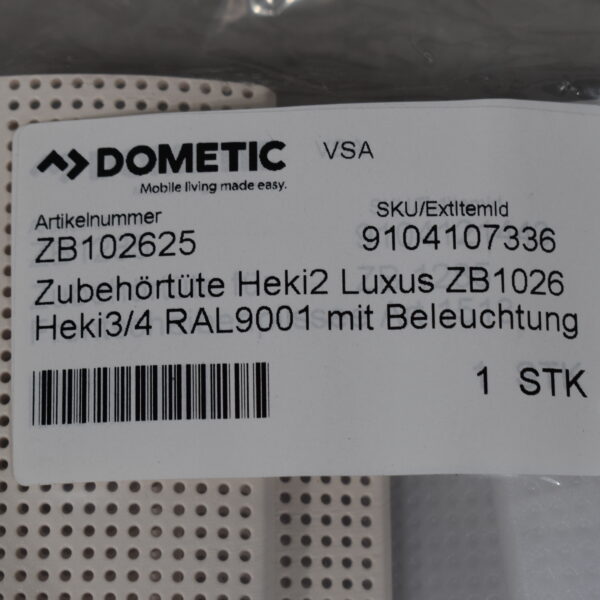 DOMETIC VSA
Mobile living made easy.
Artikelnummer SKU/ExtItemId
ZB102625 9104107336
Zubehörtüte Heki2 Luxus ZB1026
Heki3/4 RAL9001 mit Beleuchtung
1 STK